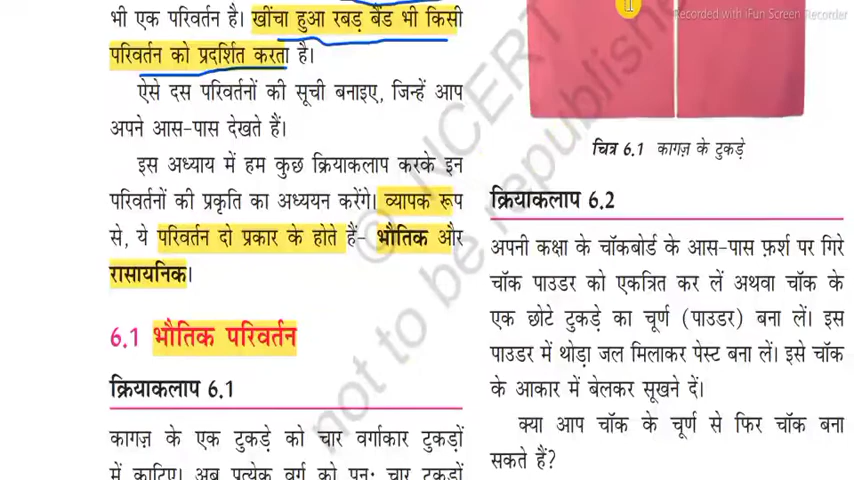 भी एक परिवर्तन है। खींचा हुआ रबड़ बैंड भी किसी
परिवर्तन को प्रदर्शित करता है।
ऐसे दस परिवर्तनों की सूची बनाइए, जिन्हें आप
अपने आस-पास देखते हैं।
इस अध्याय में हम कुछ क्रियाकलाप करके इन
परिवर्तनों की प्रकृति का अध्ययन करेंगे। व्यापक रूप
से, ये परिवर्तन दो प्रकार के होते हैं- भौतिक और
रासायनिक।
6.1 भौतिक परिवर्तन
क्रियाकलाप 6.1
कागज़ के एक टुकड़े को चार वर्गाकार टुकड़ों
में काटिए। अब प्रत्येक वर्ग को पुन: चार टुकड़ों
Recorded with iFun Screen Recorder
चित्र 6.1 कागज़ के टुकड़े
क्रियाकलाप 6.2
अपनी कक्षा के चॉकबोर्ड के आस-पास फ़र्श पर गिरे
चॉक पाउडर को एकत्रित कर लें अथवा चॉक के
एक छोटे टुकड़े का चूर्ण (पाउडर) बना लें। इस
पाउडर में थोड़ा जल मिलाकर पेस्ट बना लें। इसे चॉक
के आकार में बेलकर सूखने दें।
क्या आप चॉक के चूर्ण से फिर चॉक बना
सकते हैं?
© NCERT
not to be republished